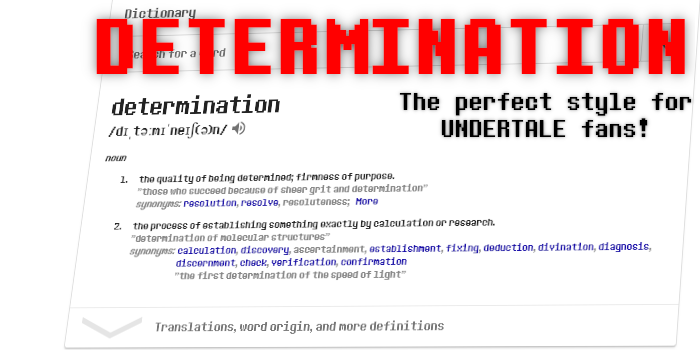 Dictionary
DETERMINATION
Search for a word
determination
The perfect style for
UNDERTALE fans!
noun
1. the quality of being determined; firmness of purpose.
"those who succeed because of sheer grit and determination"
synonyms: resolution, resolve, resoluteness; More
2. the process of establishing something exactly by calculation or research.
"determination of molecular structures"
synonyms: calculation, discovery, ascertainment, establishment, fixing, deduction, divination, diagnosis,
discernment, check, verification, confirmation
"the first determination of the speed of light"
Translations, word origin, and more definitions